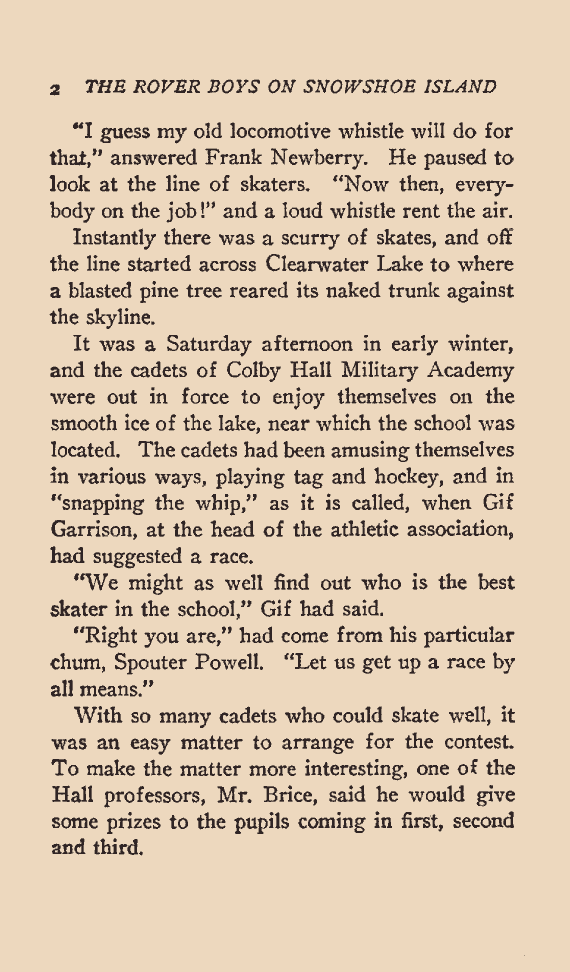 2 THE ROVER BOYS ON SNOWSHOE ISLAND
"I guess my old locomotive whistle will do for
that," answered Frank Newberry. He paused to
look at the line of skaters. "Now then, every-
body on the job!" and a loud whistle rent the air.
Instantly there was a scurry of skates, and off
the line started across Clearwater Lake to where
a blasted pine tree reared its naked trunk against
the skyline.
It was a Saturday afternoon in early winter,
and the cadets of Colby Hall Military Academy
were out in force to enjoy themselves on the
smooth ice of the lake, near which the school was
located. The cadets had been amusing themselves
in various ways, playing tag and hockey, and in
"snapping the whip," as it is called, when Gif
Garrison, at the head of the athletic association,
had suggested a race.
"We might as well find out who is the best
skater in the school," Gif had said.
"Right you are," had come from his particular
chum, Spouter Powell. "Let us get up a race by
all means."
With so many cadets who could skate well, it
was an easy matter to arrange for the contest.
To make the matter more interesting, one of the
Hall professors, Mr. Brice, said he would give
some prizes to the pupils coming in first, second
and third.